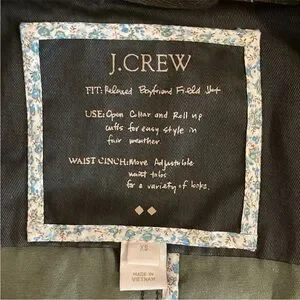 J.CREW
FIT: Relaxed Boyfriend Field Jkt
USE: Open Collar and Roll up
cuffs for easy style in
fair weather
WAIST CINCH: More Adjustable
waist tabs
for a variety of looks.
XS
MADE IN
VIETNAM